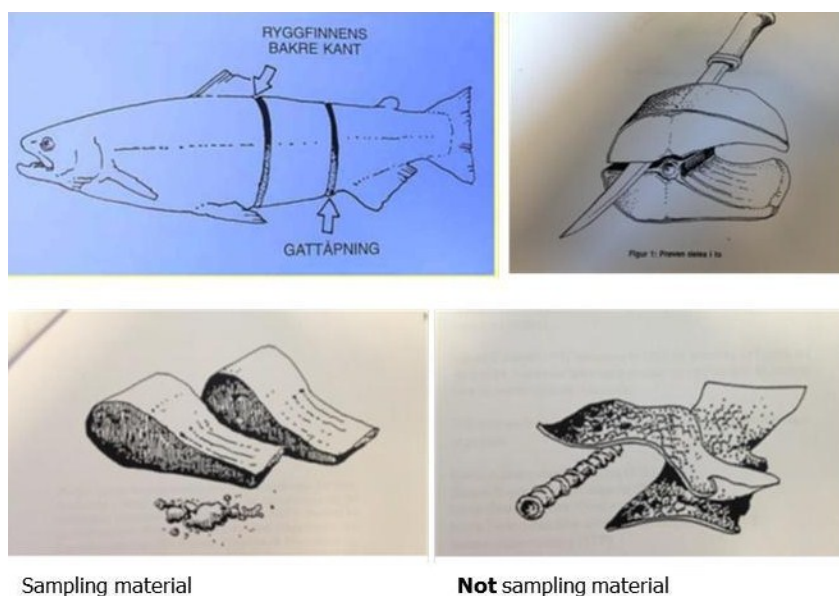 RYGGFINNENS
BAKRE KANT
GATTÅPNING
Figur 1: Prøven deles i to
Sampling material
Not sampling material